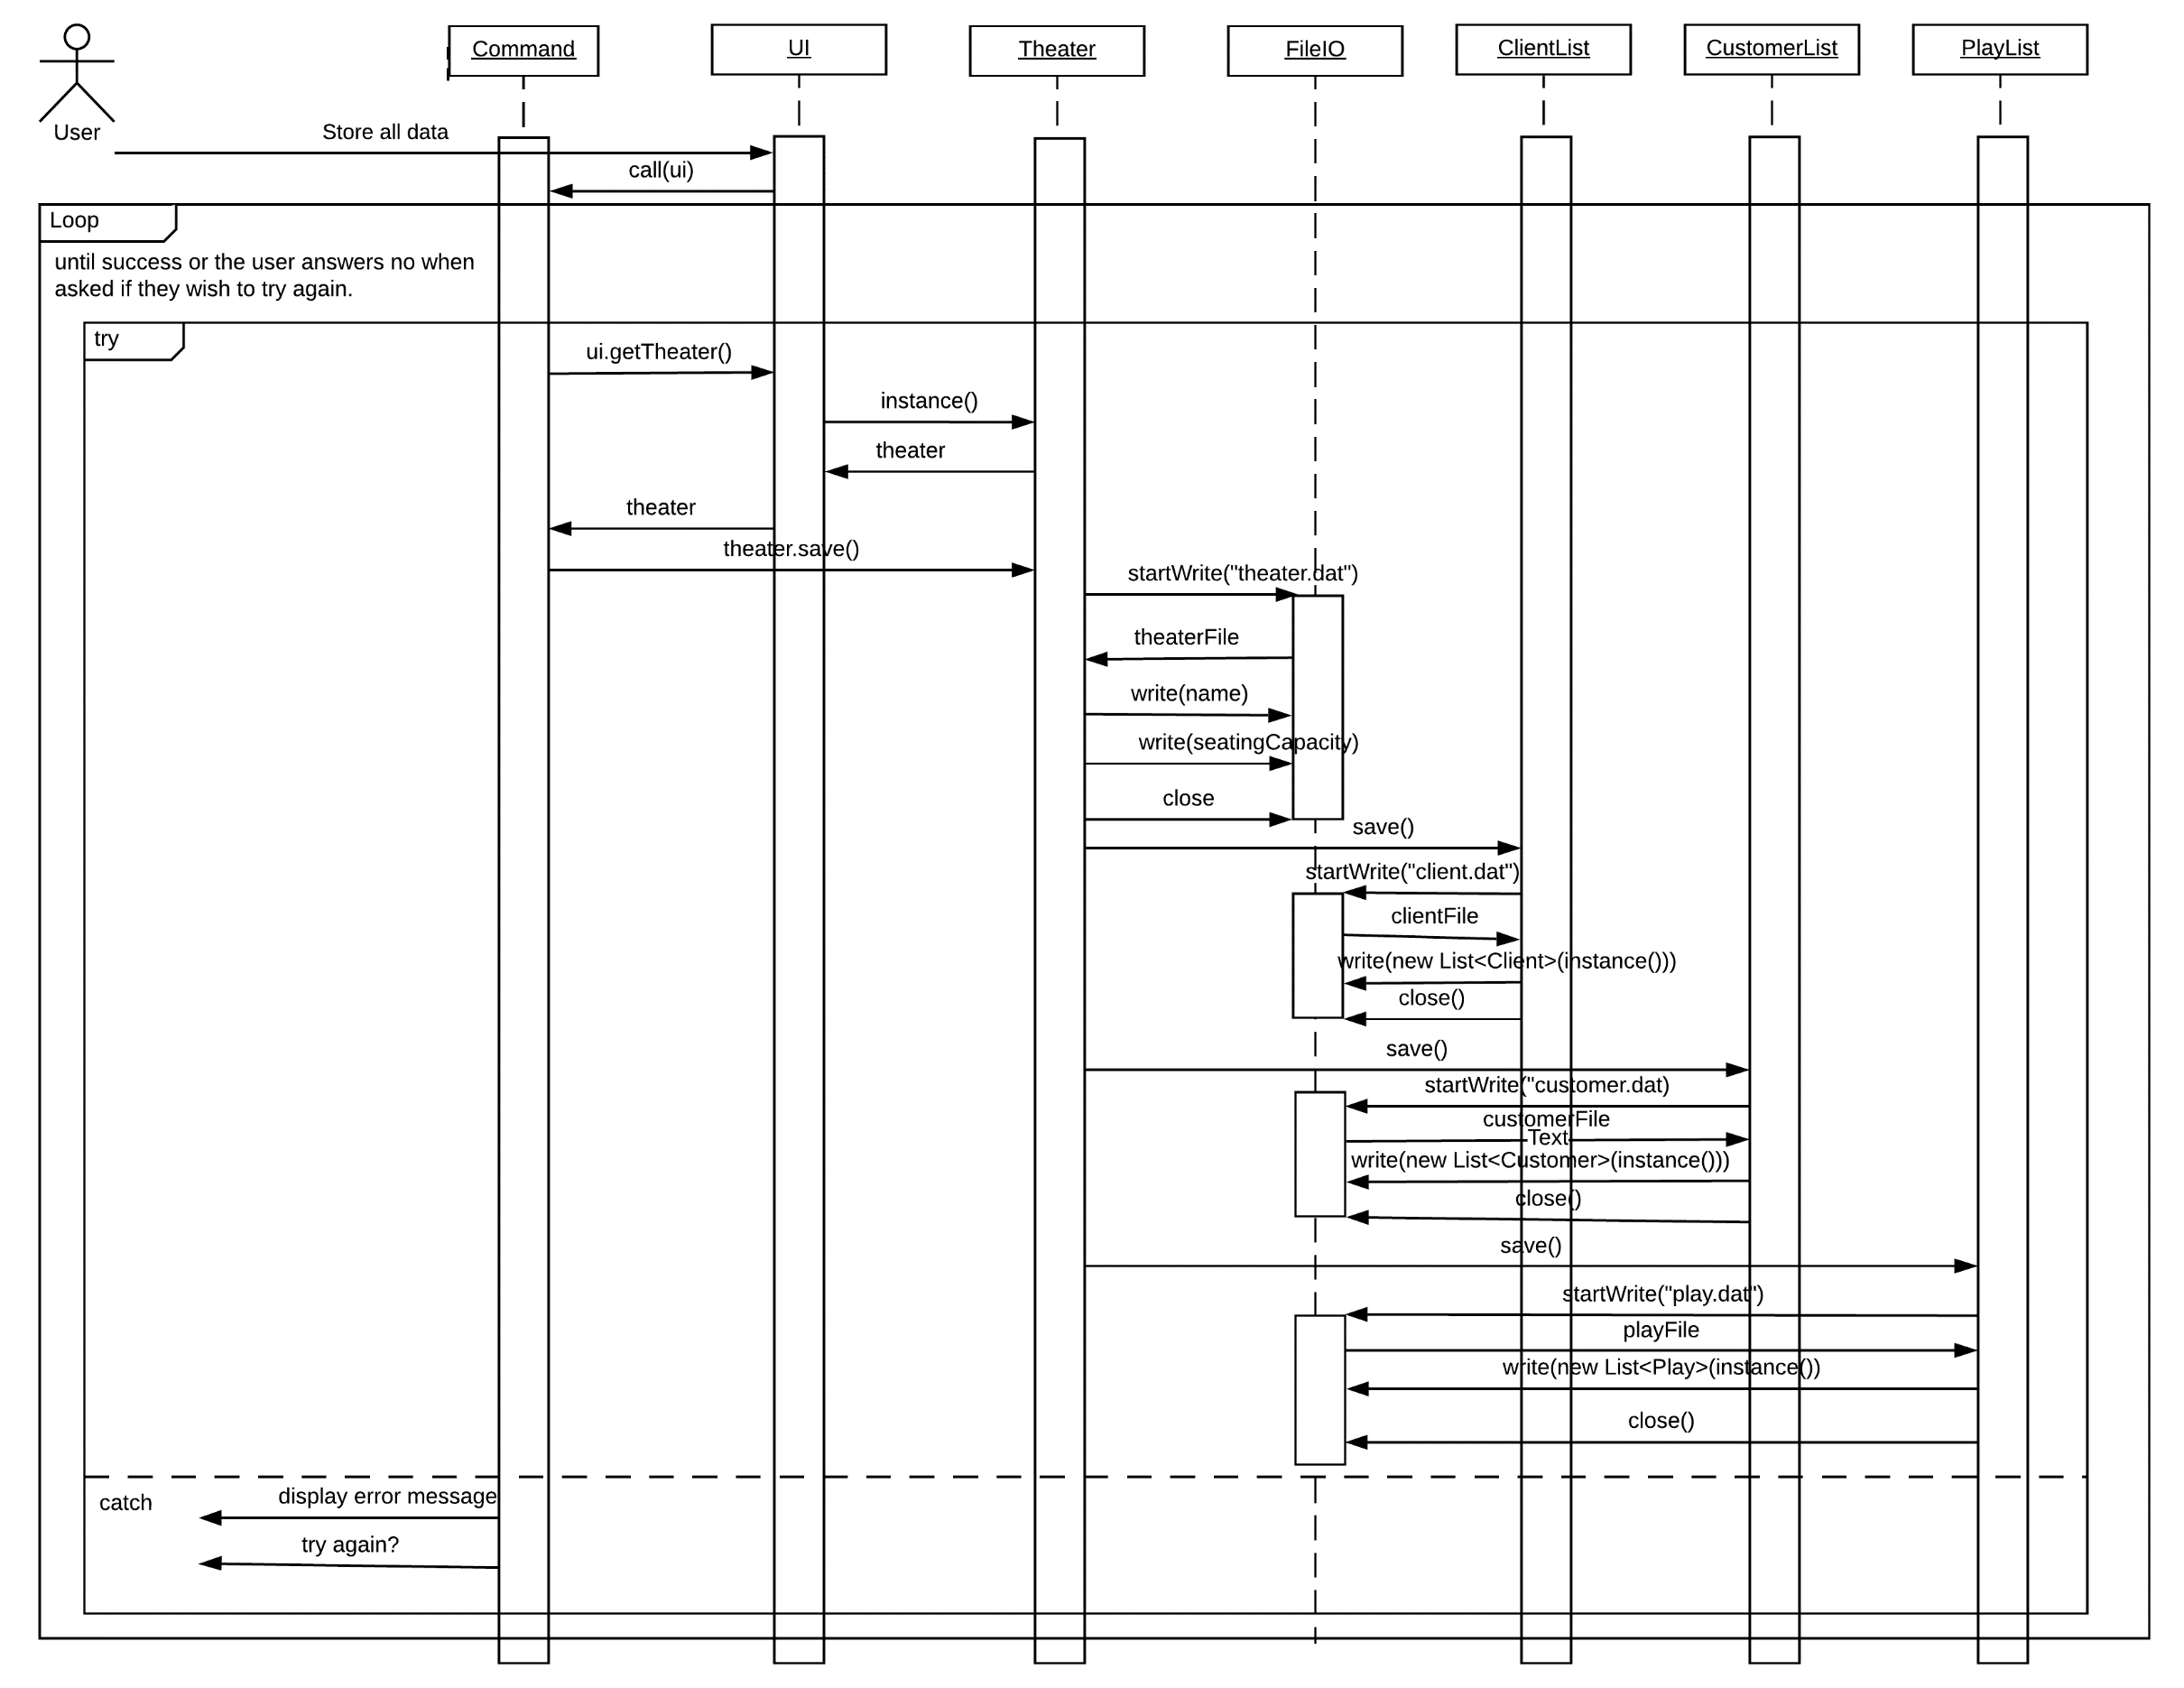 User
Command
UI
Theater
FileIO
ClientList
CustomerList
PlayList
Store all data
call(ui)
Loop
until success or the user answers no when
asked if they wish to try again.
try
ui.getTheater()
instance()
theater
theater
theater.save()
startWrite("theater.dat")
theaterFile
write(name)
write(seatingCapacity)
close
save()
startWrite("client.dat")
clientFile
write(new List<Client>(instance()))
close()
save()
startWrite("customer.dat)
customerFile
Text
write(new List<Customer>(instance()))
close()
save()
startWrite("play.dat")
playFile
write(new List<Play>(instance())
close()
catch
display error message
try again?